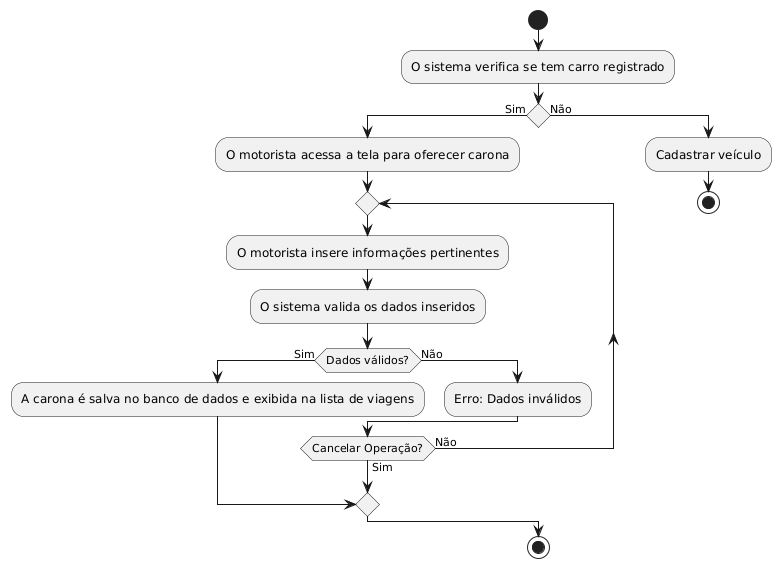 O sistema verifica se tem carro registrado
Sim
Não
O motorista acessa a tela para oferecer carona
Cadastrar veículo
O motorista insere informações pertinentes
O sistema valida os dados inseridos
Sim
Dados válidos?
Não
A carona é salva no banco de dados e exibida na lista de viagens
Erro: Dados inválidos
Cancelar Operação?
Não
Sim